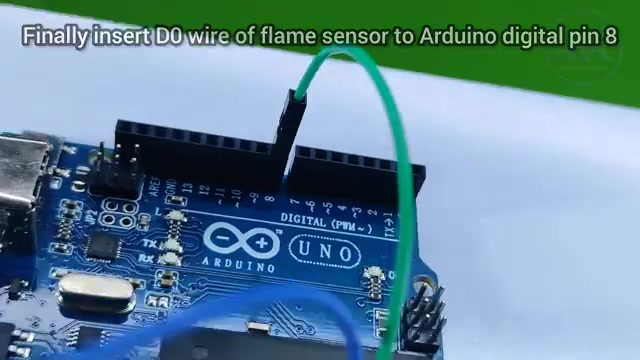 Finally insert D0 wire of flame sensor to Arduino digital pin 8
AREF
GND
13
12
~11
~10
~9
8
7
~6
~5
4
~3
2
TX→1
DIGITAL (PWM~)
L
TX
RX
UNO
ARDUINO